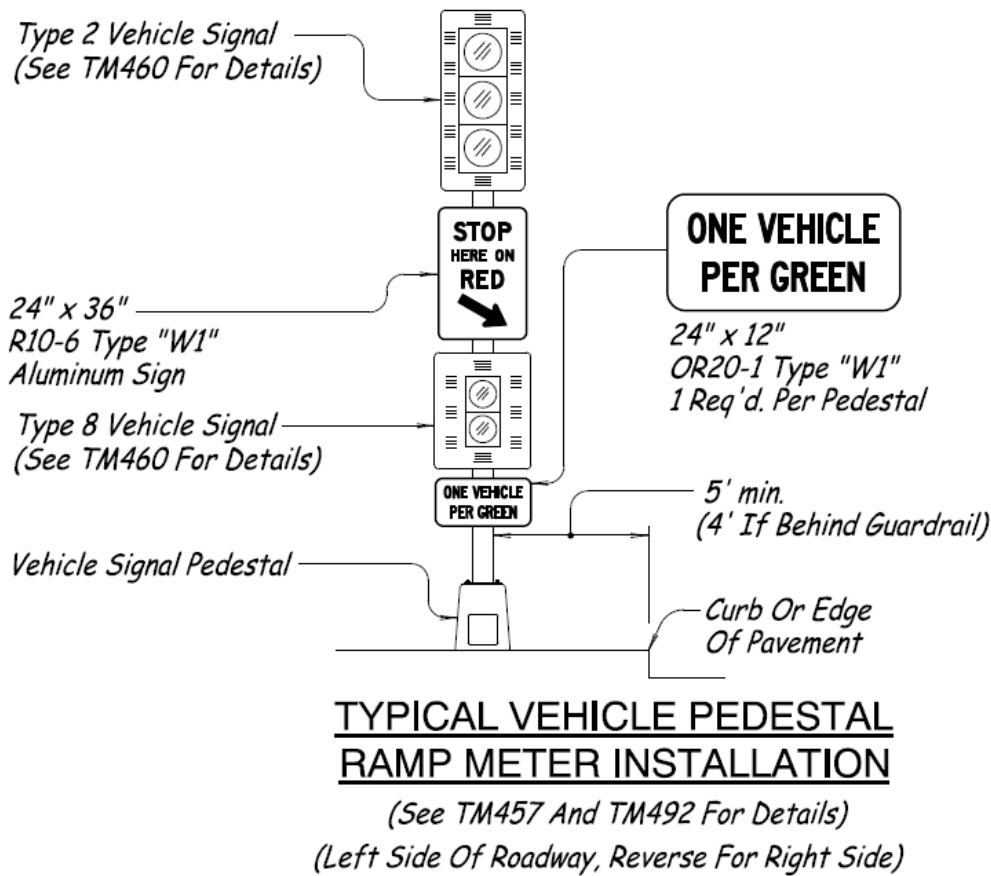 Type 2 Vehicle Signal
(See TM460 For Details)
STOP
HERE ON
RED
ONE VEHICLE
PER GREEN
24" x 36"
R10-6 Type "W1"
Aluminum Sign
24" x 12"
OR20-1 Type "W1"
1 Req'd. Per Pedestal
Type 8 Vehicle Signal
(See TM460 For Details)
ONE VEHICLE
PER GREEN
5' min.
(4' If Behind Guardrail)
Vehicle Signal Pedestal
Curb Or Edge
Of Pavement
TYPICAL VEHICLE PEDESTAL
RAMP METER INSTALLATION
(See TM457 And TM492 For Details)
(Left Side Of Roadway, Reverse For Right Side)